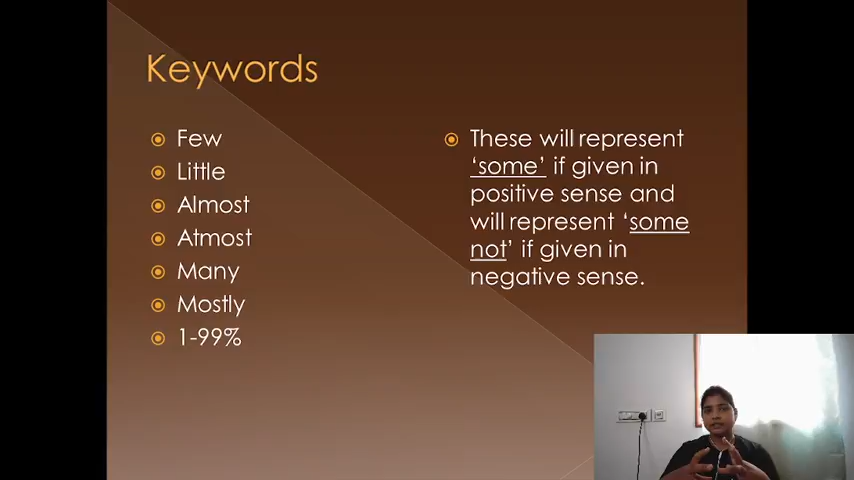 Keywords
Few
Little
Almost
Atmost
Many
Mostly
1-99%
These will represent
‘some’ if given in
positive sense and
will represent ‘some
not’ if given in
negative sense.